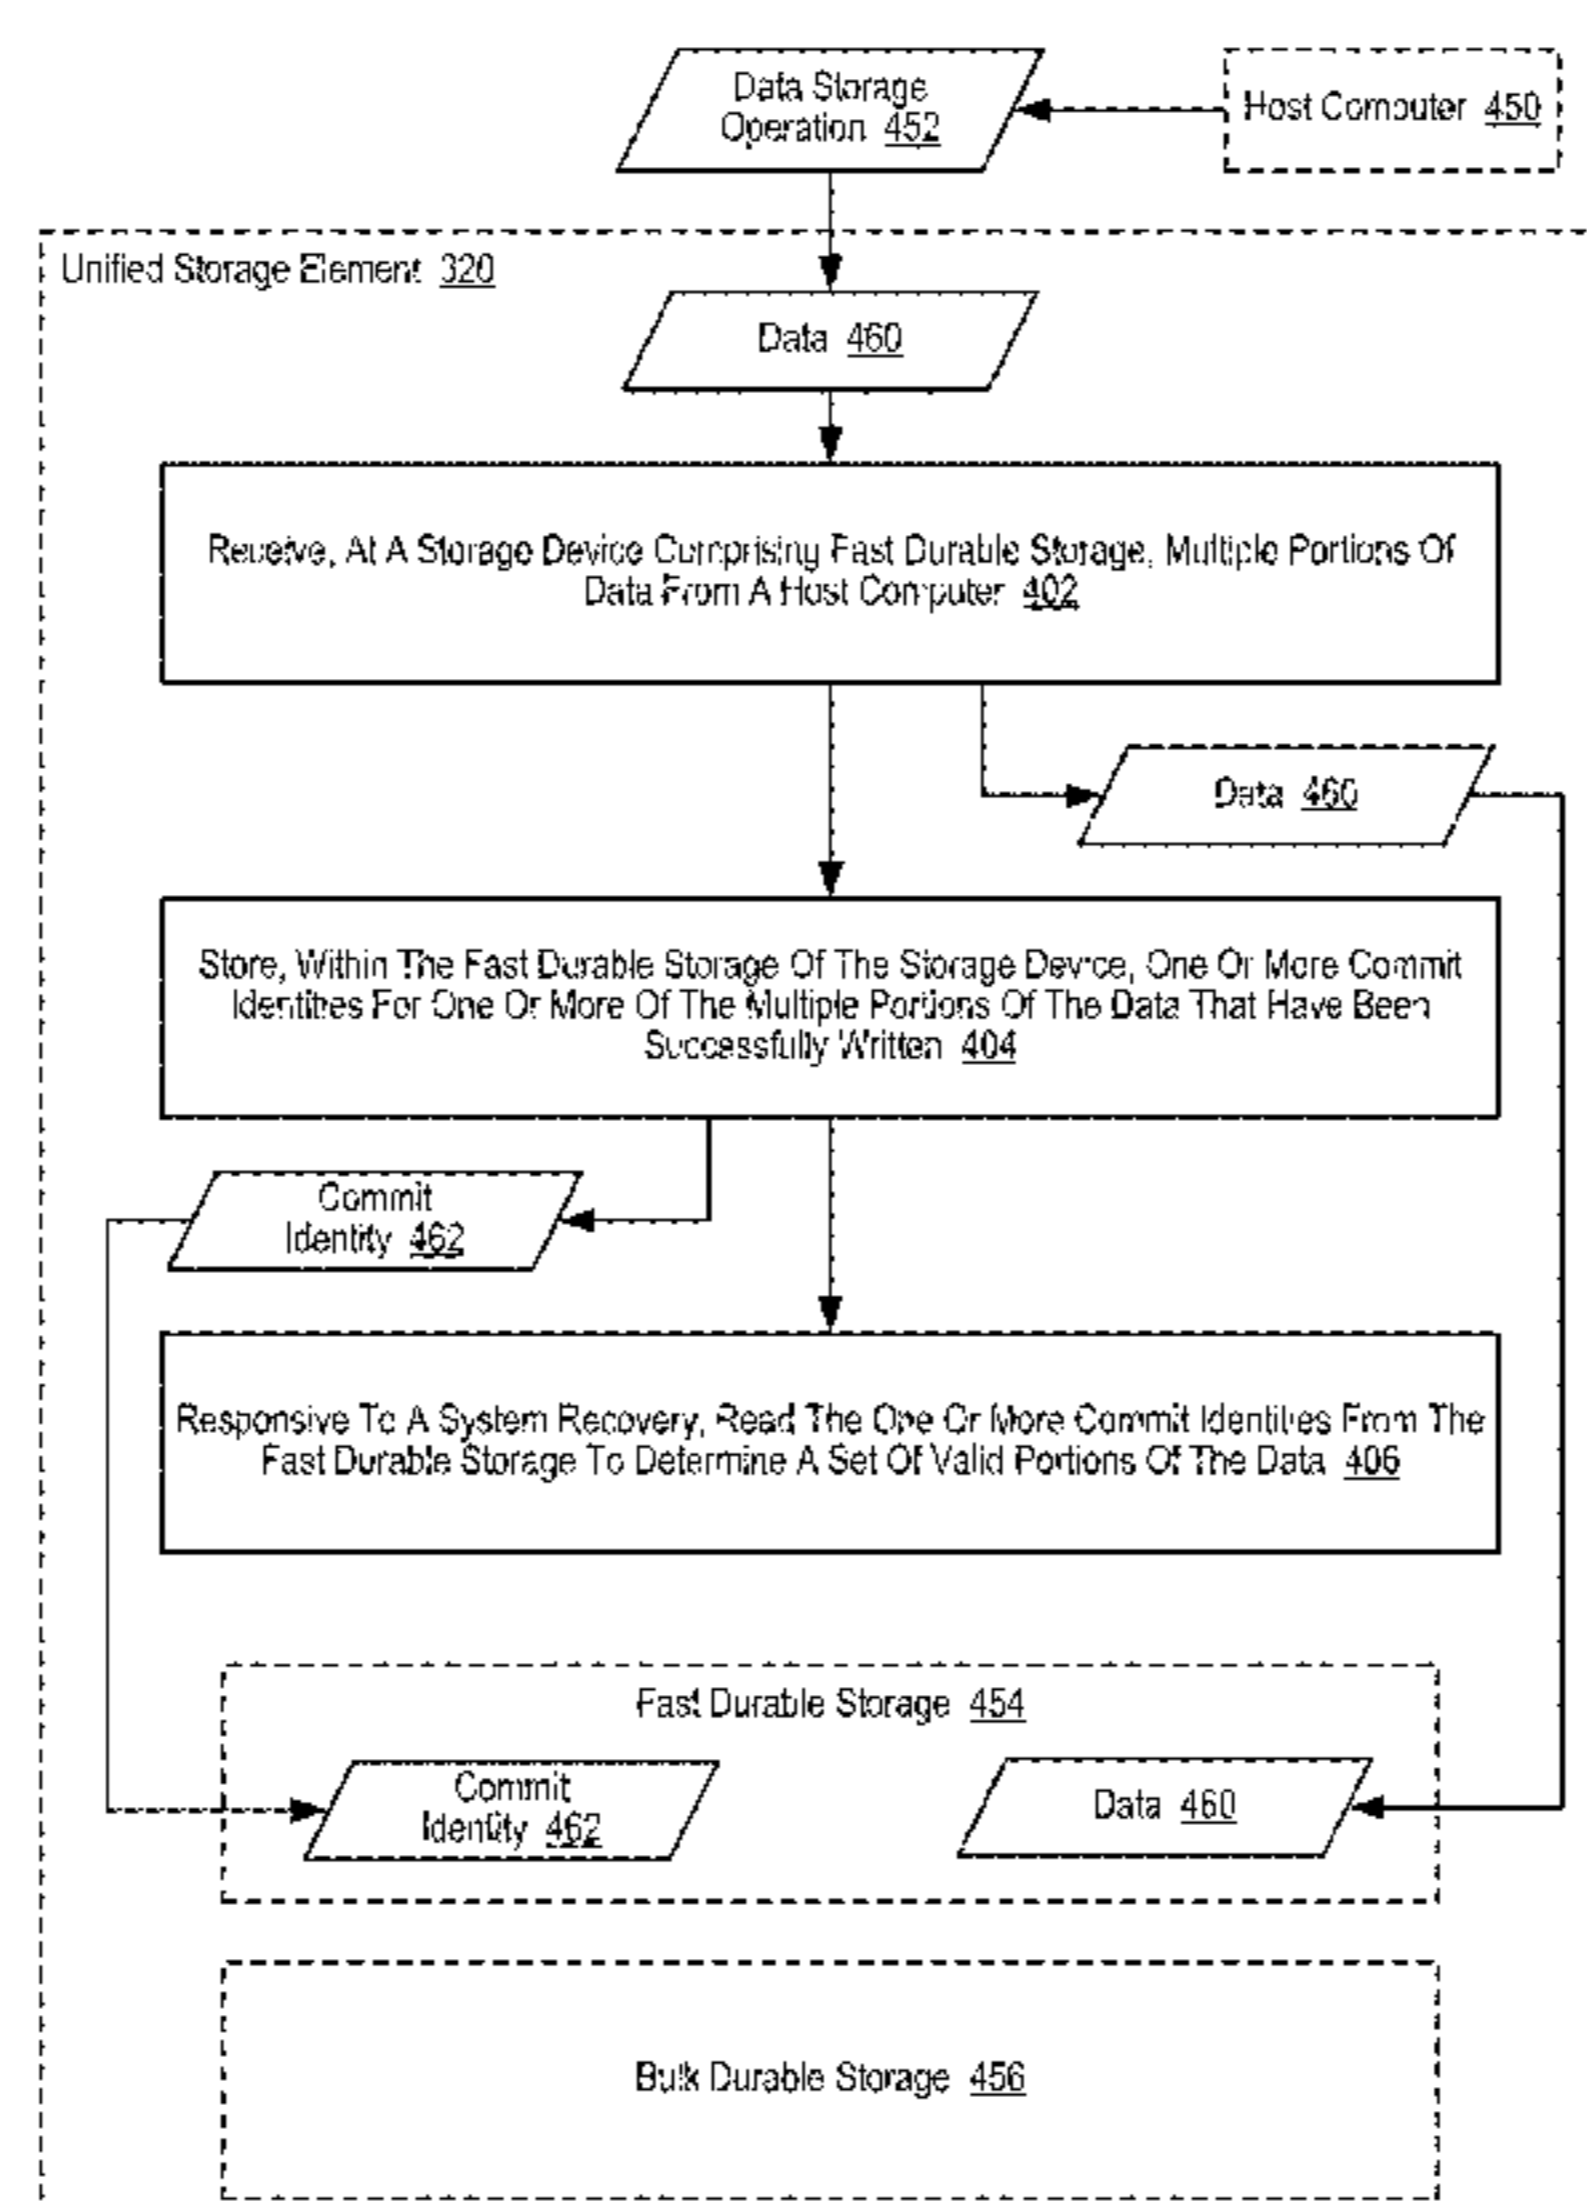 Data Storage
Operation 452
Host Computer 450
Unified Storage Element 320
Data 460
Receive, At A Storage Device Comprising Fast Durable Storage, Multiple Portions Of
Data From A Host Computer 402
Data 460
Store, Within The Fast Durable Storage Of The Storage Device, One Or More Commit
Identities For One Or More Of The Multiple Portions Of The Data That Have Been
Successfully Written 404
Commit
Identity 462
Responsive To A System Recovery, Read The One Or More Commit Identities From The
Fast Durable Storage To Determine A Set Of Valid Portions Of The Data 406
Fast Durable Storage 454
Commit
Identity 462
Data 460
Bulk Durable Storage 456